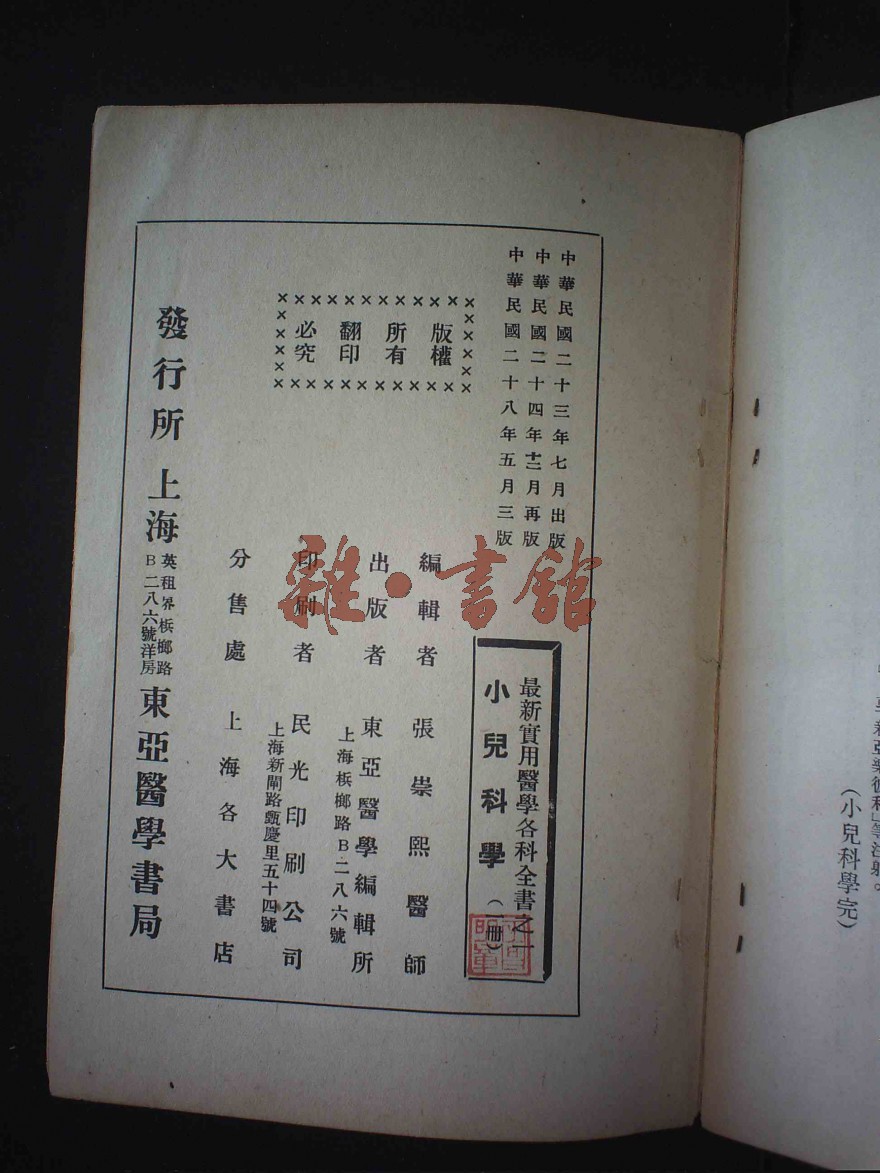 中華民國二十三年七月出版
中華民國二十四年十二月再版
中華民國二十八年五月三版
版權
所有
翻印
必究
最新實用醫學各科全書之一
小兒科學（一冊）
編輯者 張崇熙醫師
出版者 東亞醫學編輯所
上海梹榔路B二八六號
印刷者 民光印刷公司
上海新閘路甄慶里五十四號
分售處 上海各大書店
發行所 上海 英租界梹榔路
B二八六號洋房 東亞醫學書局
雜·書館
（小兒科學完）